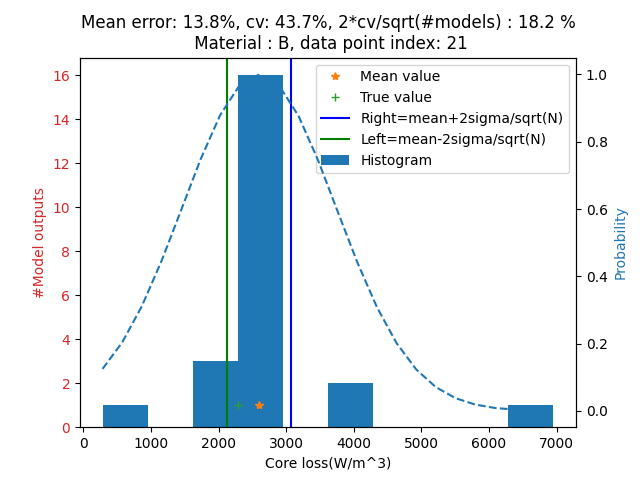 Mean error: 13.8%, cv: 43.7%, 2*cv/sqrt(#models) : 18.2 %
Material : B, data point index: 21
Mean value
True value
Right=mean+2sigma/sqrt(N)
Left=mean-2sigma/sqrt(N)
Histogram
#Model outputs
16
14
12
10
8
6
4
2
0
1.0
0.8
0.6
0.4
0.2
0.0
Probability
0 1000 2000 3000 4000 5000 6000 7000
Core loss(W/m^3)